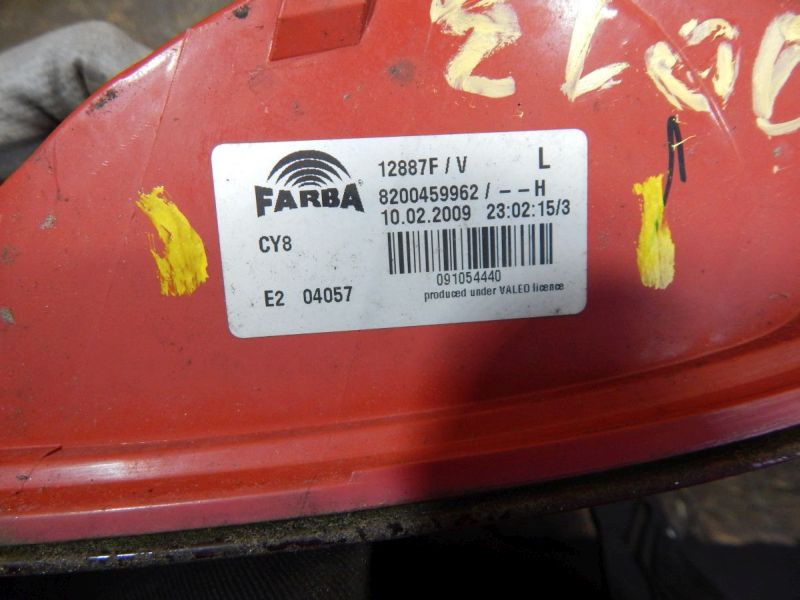 FARBA
12887F / V L
8200459962 / – – H
10.02.2009 23:02:15/3
CY8
091054440
E2 04057
produced under VALEO licence